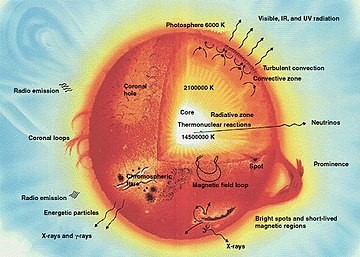 Photosphere 6000 K
Visible, IR, and UV radiation
Turbulent convection
Convective zone
2100000 K
Coronal
hole
Radio emission
Core
Radiative zone
Thermonuclear reactions
Neutrinos
14500000 K
Coronal loops
Spot
Prominence
Chromospheric
flare
Magnetic field loop
Radio emission
Energetic particles
Bright spots and short-lived
magnetic regions
X-rays and γ-rays
X-rays